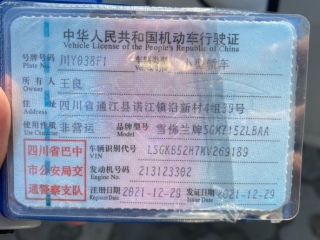 中华人民共和国机动车行驶证
Vehicle License of the People's Republic of China
号牌号码 川Y038F1 车辆类型 小型轿车
Plate No.
所有人 王良
Owner
住址 四川省通江县诺江镇沿新村4组39号
Address
使用性质 非营运 品牌型号 雪佛兰牌SGM7152LBAA
Use Character Model
四川省巴中 车辆识别代号 LSGKB52H7MV269189
VIN
市公安局交 发动机号码 213123302
Engine No.
通警察支队 注册日期 2021-12-29 发证日期 2021-12-29
Register Date Issue Date